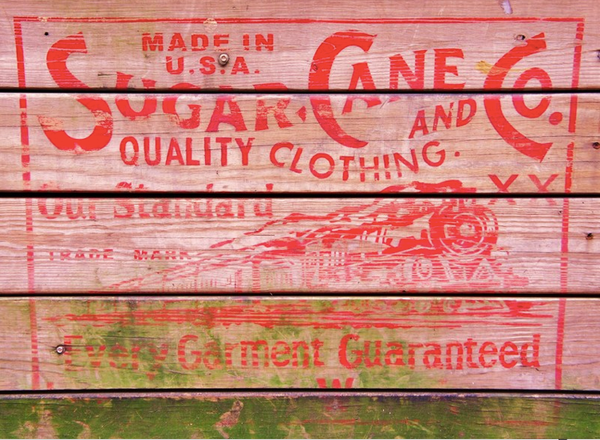 MADE IN
U.S.A.
SUGAR·CANE AND CO.
QUALITY CLOTHING.
Our Standard XX
TRADE MARK
Every Garment Guaranteed
W